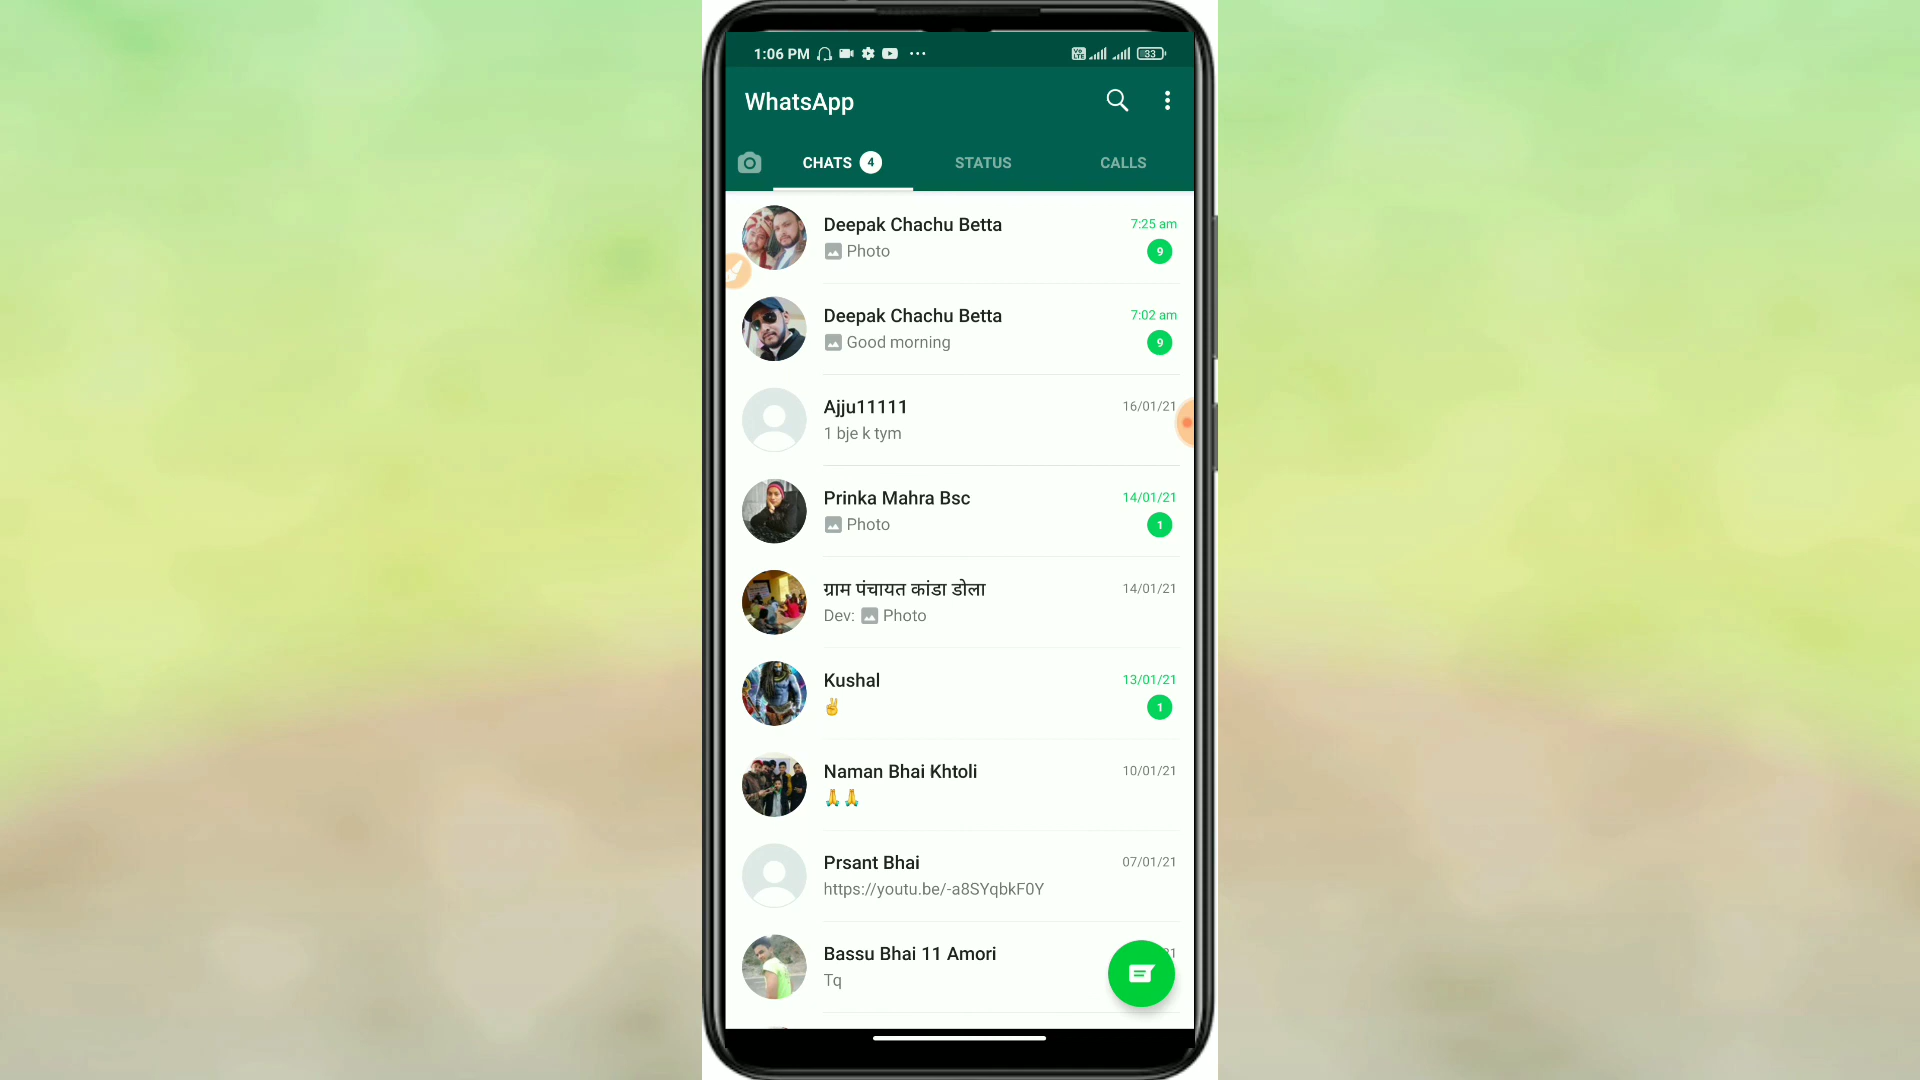 1:06 PM
33
WhatsApp
CHATS 4
STATUS
CALLS
Deepak Chachu Betta
7:25 am
Photo
9
Deepak Chachu Betta
7:02 am
Good morning
9
Ajju11111
16/01/21
1 bje k tym
Prinka Mahra Bsc
14/01/21
Photo
1
ग्राम पंचायत कांडा डोला
14/01/21
Dev: Photo
Kushal
13/01/21
1
Naman Bhai Khtoli
10/01/21
Prsant Bhai
07/01/21
https://youtu.be/-a8SYqbkF0Y
Bassu Bhai 11 Amori
Tq